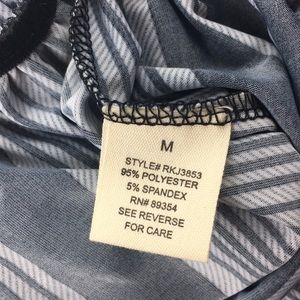 M
STYLE# RKJ3853
95% POLYESTER
5% SPANDEX
RN# 89354
SEE REVERSE
FOR CARE